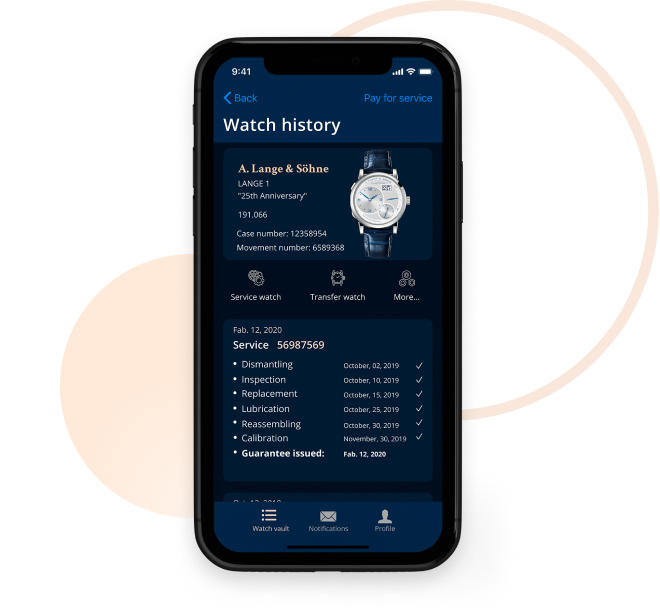 9:41
Back
Pay for service
Watch history
A. Lange & Söhne
LANGE 1
"25th Anniversary"
191.066
Case number: 12358954
Movement number: 6589368
Service watch
Transfer watch
More...
Fab. 12, 2020
Service 56987569
• Dismantling October, 02, 2019 ✓
• Inspection October, 10, 2019 ✓
• Replacement October, 15, 2019 ✓
• Lubrication October, 25, 2019 ✓
• Reassembling October, 30, 2019 ✓
• Calibration November, 30, 2019 ✓
• Guarantee issued: Fab. 12, 2020
Watch vault
Notifications
Profile